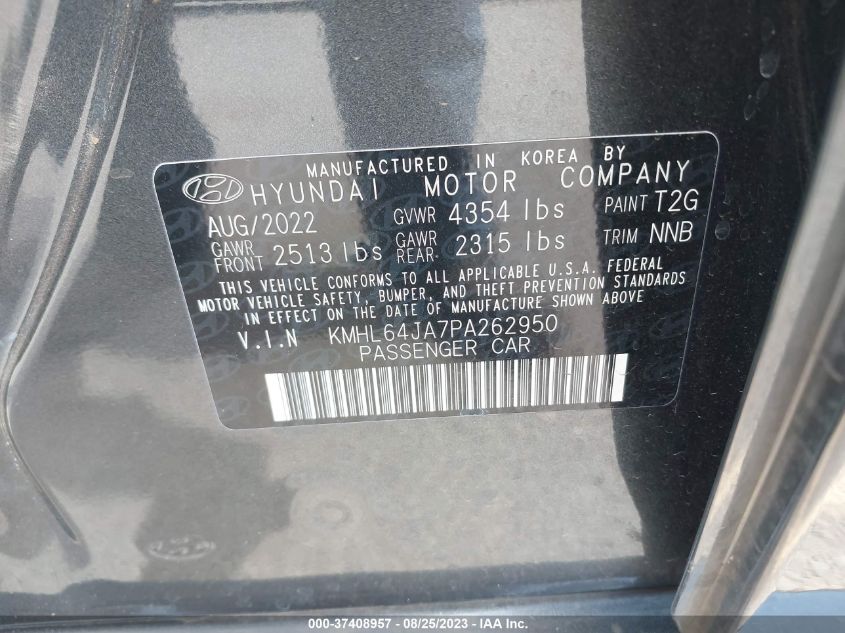 MANUFACTURED IN KOREA BY
HYUNDAI MOTOR COMPANY
AUG/2022 GVWR 4354 lbs PAINT T2G
GAWR FRONT 2513 lbs GAWR REAR. 2315 lbs TRIM NNB
THIS VEHICLE CONFORMS TO ALL APPLICABLE U.S.A. FEDERAL
MOTOR VEHICLE SAFETY, BUMPER, AND THEFT PREVENTION STANDARDS
IN EFFECT ON THE DATE OF MANUFACTURE SHOWN ABOVE
V.I.N KMHL64JA7PA262950
PASSENGER CAR
000-37408957 - 08/25/2023 - IAA Inc.